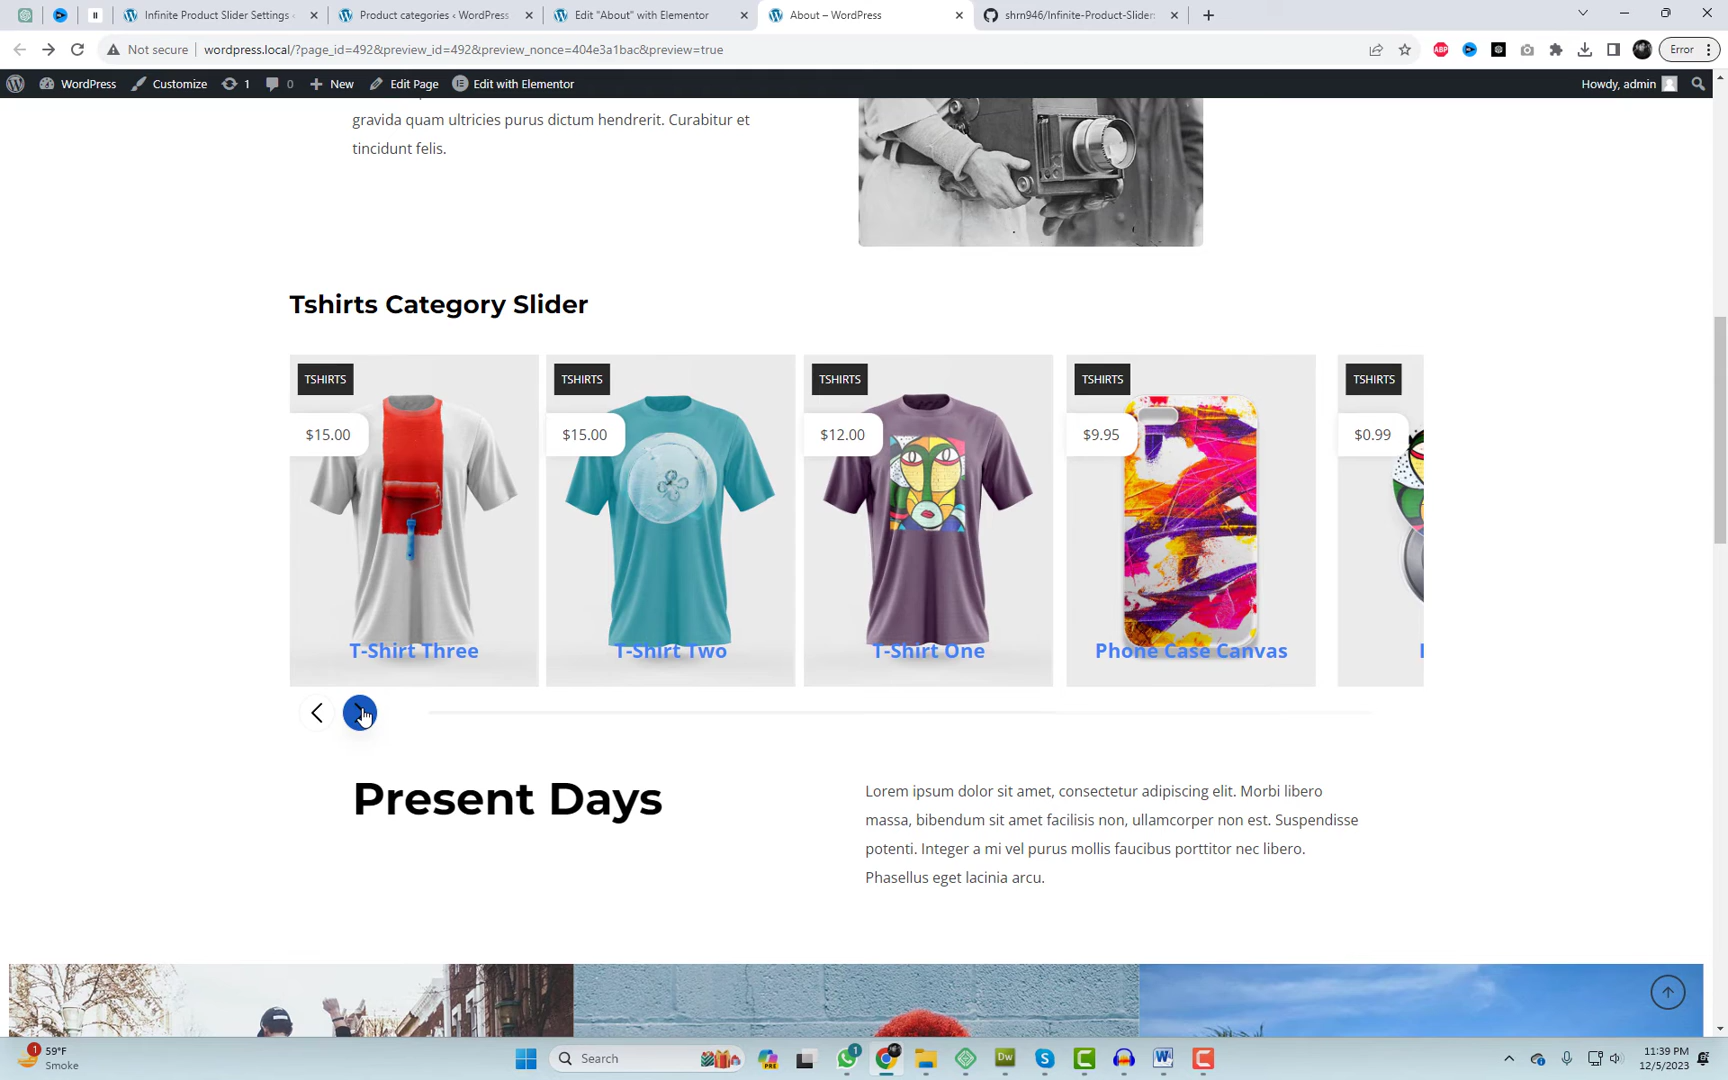 Infinite Product Slider Settings ‹
Product categories ‹ WordPress
Edit "About" with Elementor
About – WordPress
shrn946/Infinite-Product-Slider:
Not secure
wordpress.local/?page_id=492&preview_id=492&preview_nonce=404e3a1bac&preview=true
ABP
Error
WordPress
Customize
1
0
New
Edit Page
Edit with Elementor
Howdy, admin
gravida quam ultricies purus dictum hendrerit. Curabitur et
tincidunt felis.
Tshirts Category Slider
TSHIRTS
TSHIRTS
TSHIRTS
TSHIRTS
TSHIRTS
$15.00
$15.00
$12.00
$9.95
$0.99
T-Shirt Three
T-Shirt Two
T-Shirt One
Phone Case Canvas
Present Days
Lorem ipsum dolor sit amet, consectetur adipiscing elit. Morbi libero
massa, bibendum sit amet facilisis non, ullamcorper non est. Suspendisse
potenti. Integer a mi vel purus mollis faucibus porttitor nec libero.
Phasellus eget lacinia arcu.
1
59°F
Smoke
Search
PRE
1
Dw
11:39 PM
12/5/2023